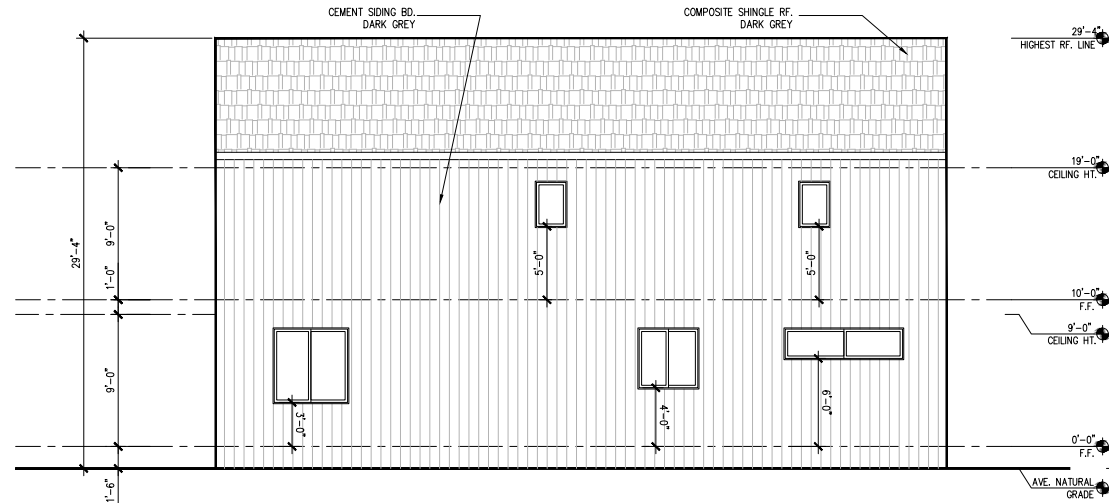 CEMENT SIDING BD.
DARK GREY
COMPOSITE SHINGLE RF.
DARK GREY
29'-4"
HIGHEST RF. LINE
19'-0"
CEILING HT.
9'-0"
29'-4"
5'-0"
5'-0"
1'-0"
10'-0"
F.F.
9'-0"
CEILING HT.
9'-0"
3'-0"
4'-0"
6'-0"
0'-0"
F.F.
1'-6"
AVE. NATURAL
GRADE